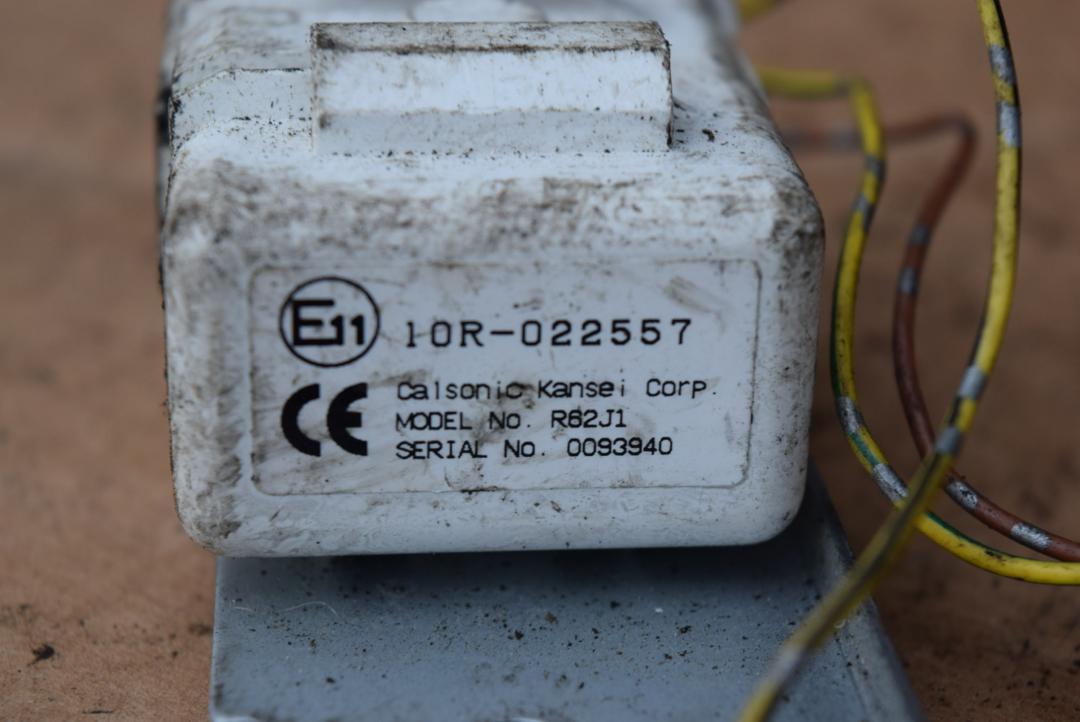 E11 10R-022557
CE Calsonic Kansei Corp.
MODEL No. R62J1
SERIAL No. 0093940